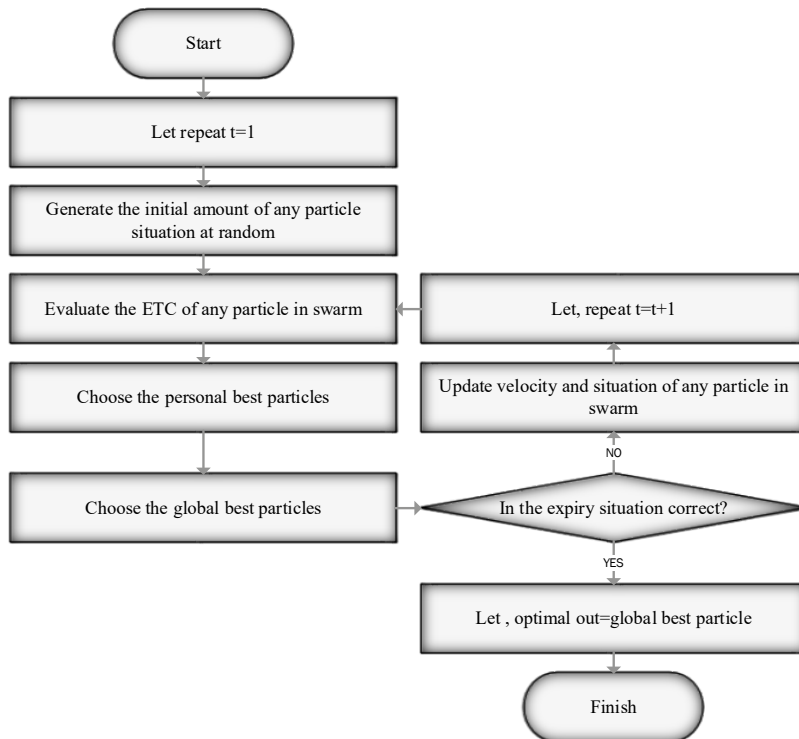 Start
Let repeat t=1
Generate the initial amount of any particle
situation at random
Evaluate the ETC of any particle in swarm
Let, repeat t=t+1
Choose the personal best particles
Update velocity and situation of any particle in
swarm
NO
Choose the global best particles
In the expiry situation correct?
YES
Let , optimal out=global best particle
Finish